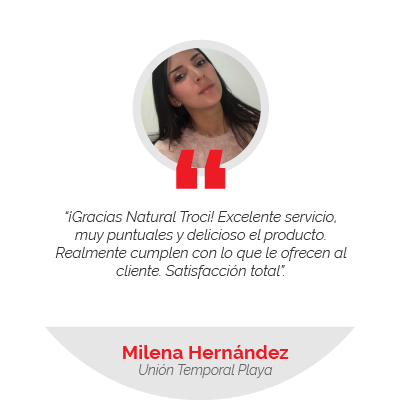 “¡Gracias Natural Troci! Excelente servicio,
muy puntuales y delicioso el producto.
Realmente cumplen con lo que le ofrecen al
cliente. Satisfacción total”.
Milena Hernández
Unión Temporal Playa